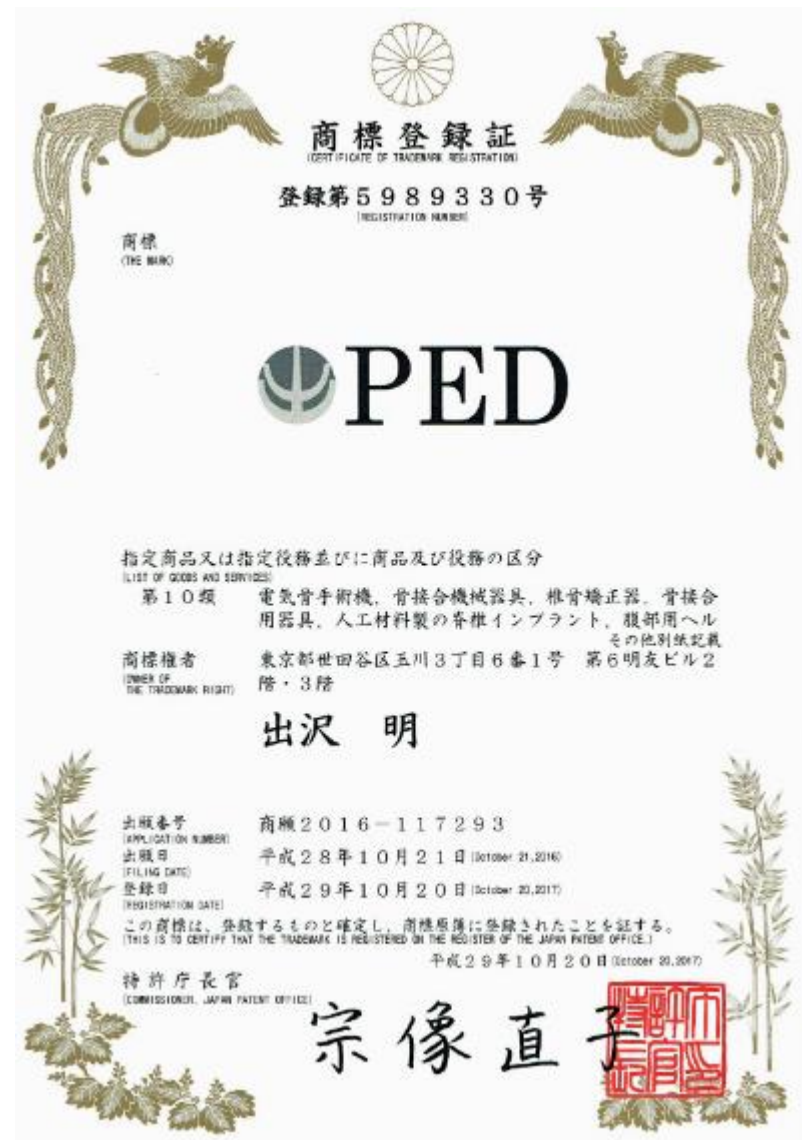 商標登録証
(CERTIFICATE OF TRADEMARK REGISTRATION)
登録第5989330号
(REGISTRATION NUMBER)
商標
(THE MARK)
PED
指定商品又は指定役務並びに商品及び役務の区分
(LIST OF GOODS AND SERVICES)
第10類 電気骨手術機，骨接合機械器具，椎骨矯正器，骨接合
用器具，人工材料製の脊椎インプラント，腹部用ヘル
その他別紙記載
商標権者 東京都世田谷区玉川3丁目6番1号 第6明友ビル2
(OWNER OF THE TRADEMARK RIGHT) 階・3階
出沢 明
出願番号 商願2016-117293
(APPLICATION NUMBER)
出願日 平成28年10月21日(October 21,2016)
(FILING DATE)
登録日 平成29年10月20日(October 20,2017)
(REGISTRATION DATE)
この商標は、登録するものと確定し、商標原簿に登録されたことを証する。
(THIS IS TO CERTIFY THAT THE TRADEMARK IS REGISTERED ON THE REGISTER OF THE JAPAN PATENT OFFICE.)
平成29年10月20日(October 20,2017)
特許庁長官
(COMMISSIONER, JAPAN PATENT OFFICE)
宗像直子